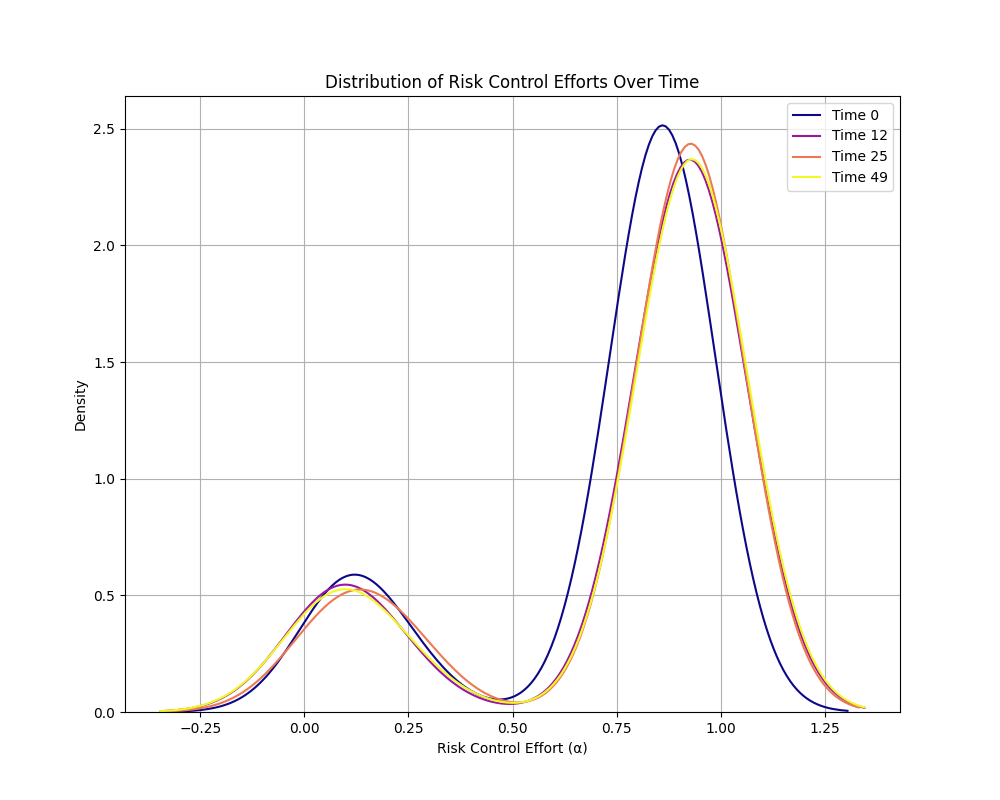 Distribution of Risk Control Efforts Over Time
Time 0
Time 12
Time 25
Time 49
2.5
2.0
1.5
1.0
0.5
0.0
Density
−0.25
0.00
0.25
0.50
0.75
1.00
1.25
Risk Control Effort (α)